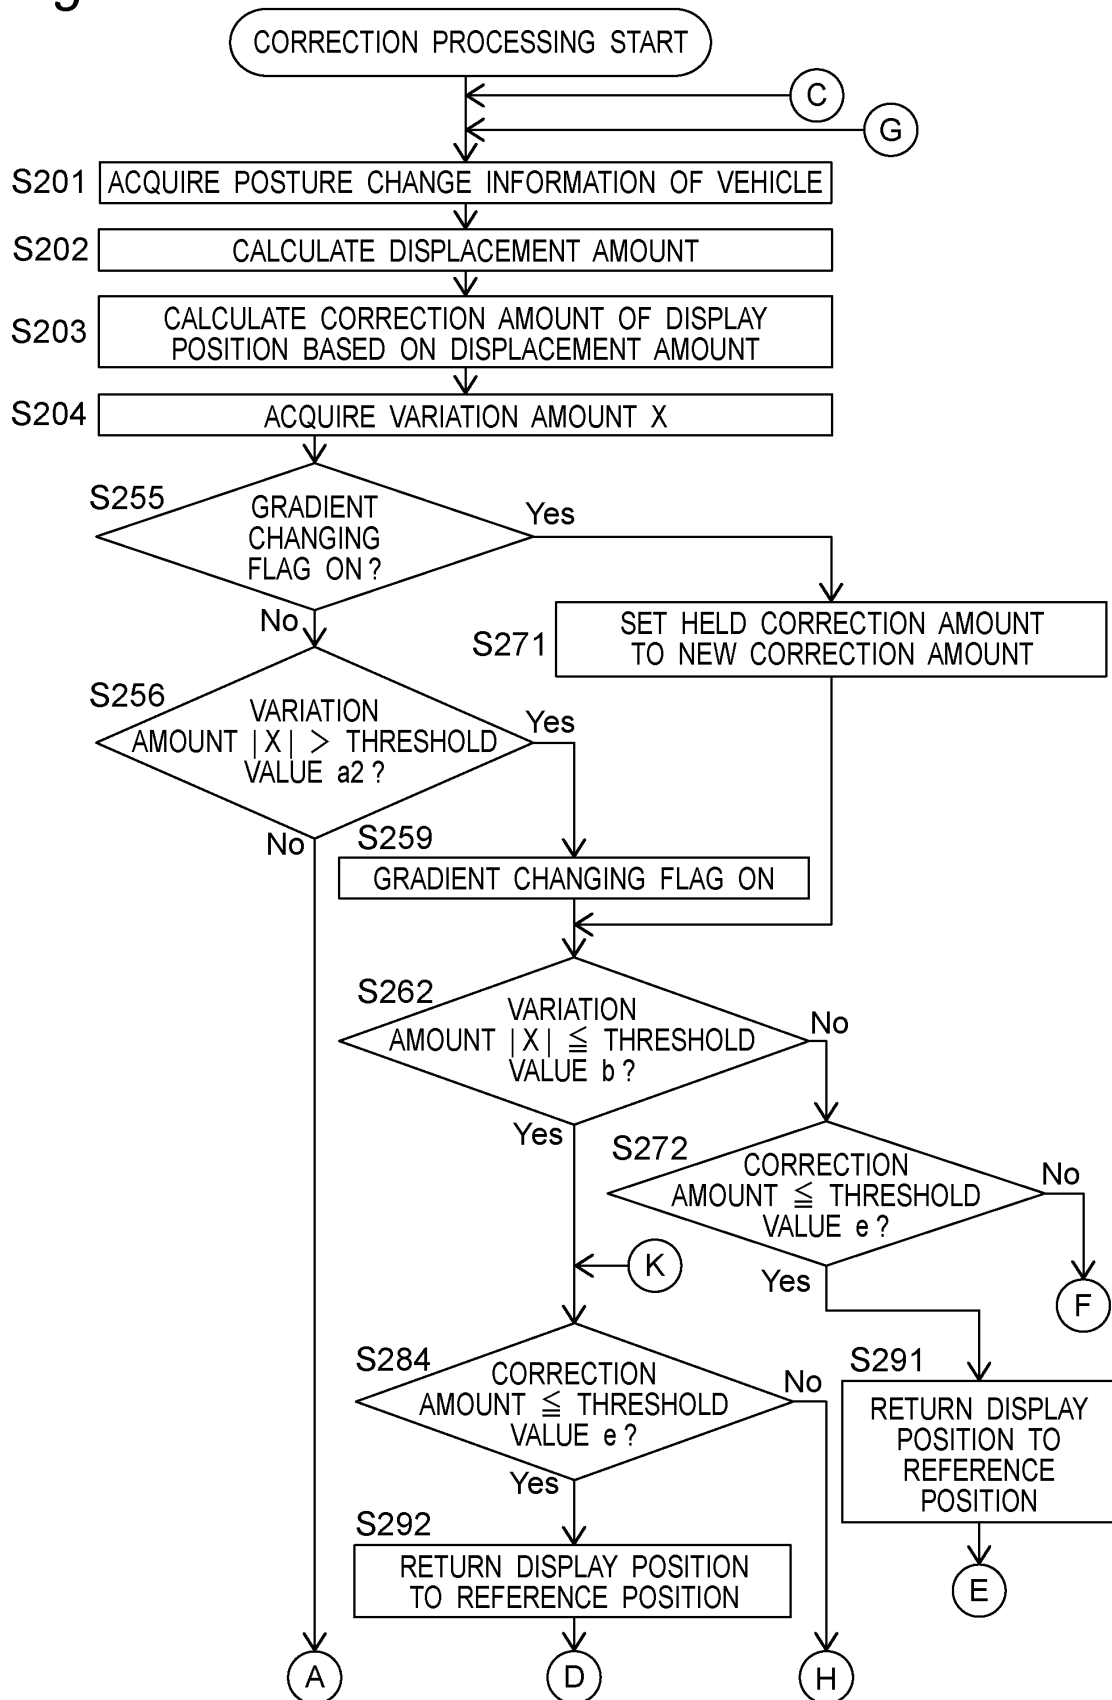 CORRECTION PROCESSING START
C
G
S201
ACQUIRE POSTURE CHANGE INFORMATION OF VEHICLE
S202
CALCULATE DISPLACEMENT AMOUNT
S203
CALCULATE CORRECTION AMOUNT OF DISPLAY
POSITION BASED ON DISPLACEMENT AMOUNT
S204
ACQUIRE VARIATION AMOUNT X
S255
GRADIENT
CHANGING
FLAG ON?
Yes
No
S271
SET HELD CORRECTION AMOUNT
TO NEW CORRECTION AMOUNT
S256
VARIATION
AMOUNT |X| > THRESHOLD
VALUE a2?
Yes
No
S259
GRADIENT CHANGING FLAG ON
S262
VARIATION
AMOUNT |X| ≦ THRESHOLD
VALUE b?
No
Yes
S272
CORRECTION
AMOUNT ≦ THRESHOLD
VALUE e?
No
Yes
K
F
S284
CORRECTION
AMOUNT ≦ THRESHOLD
VALUE e?
No
Yes
S291
RETURN DISPLAY
POSITION TO
REFERENCE
POSITION
S292
RETURN DISPLAY POSITION
TO REFERENCE POSITION
E
A
D
H